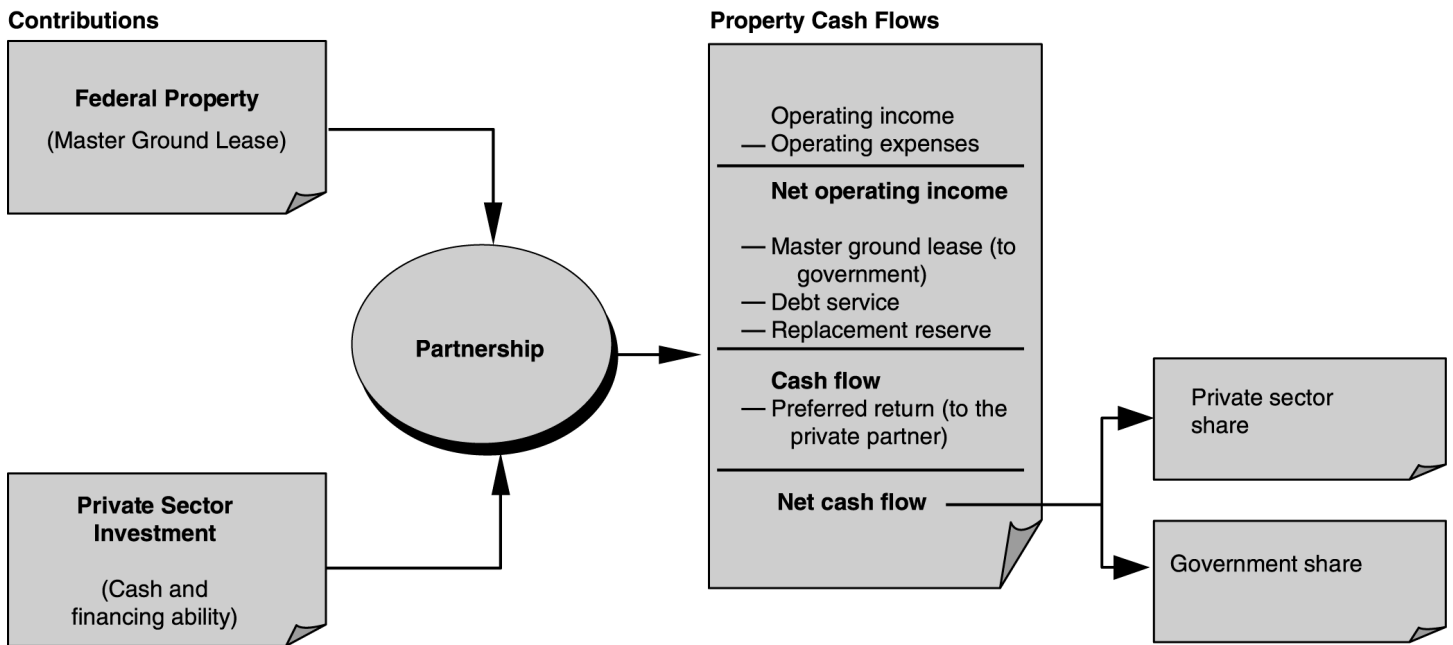 Contributions
Federal Property
(Master Ground Lease)
Partnership
Private Sector
Investment
(Cash and
financing ability)
Property Cash Flows
Operating income
— Operating expenses
Net operating income
— Master ground lease (to
government)
— Debt service
— Replacement reserve
Cash flow
— Preferred return (to the
private partner)
Net cash flow
Private sector
share
Government share